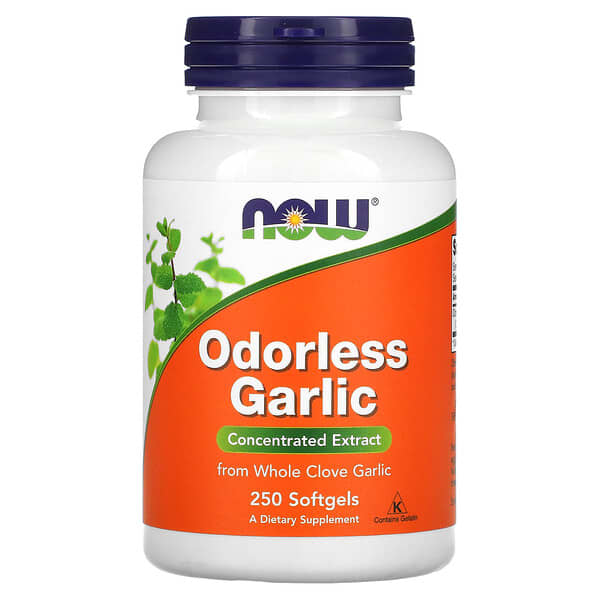 NOW®
Odorless
Garlic
Concentrated Extract
from Whole Clove Garlic
250 Softgels
A Dietary Supplement
K
Contains Gelatin